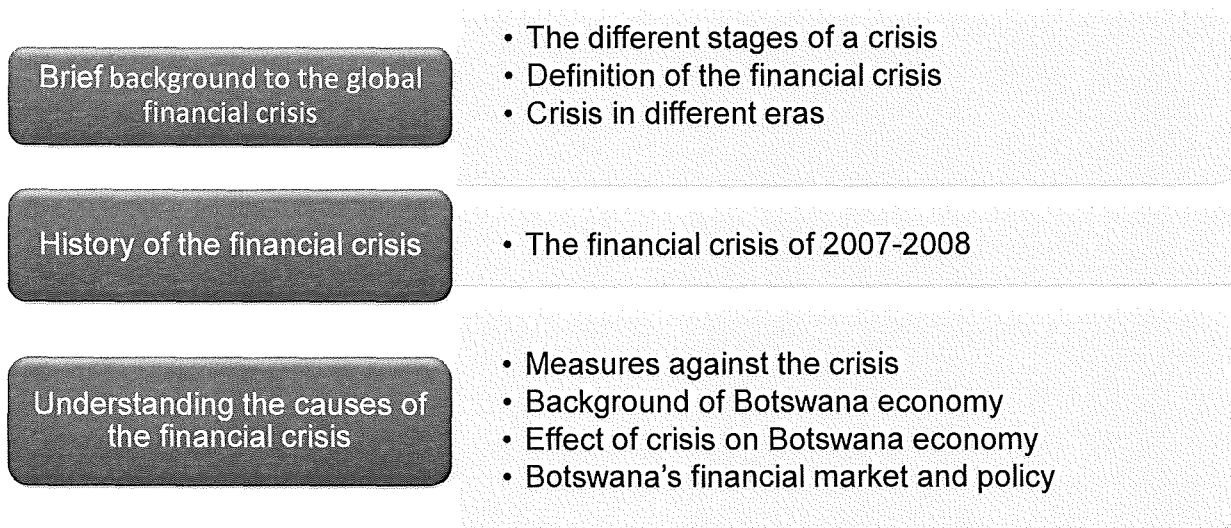 Brief background to the global
financial crisis
• The different stages of a crisis
• Definition of the financial crisis
• Crisis in different eras
History of the financial crisis
• The financial crisis of 2007-2008
Understanding the causes of
the financial crisis
• Measures against the crisis
• Background of Botswana economy
• Effect of crisis on Botswana economy
• Botswana's financial market and policy